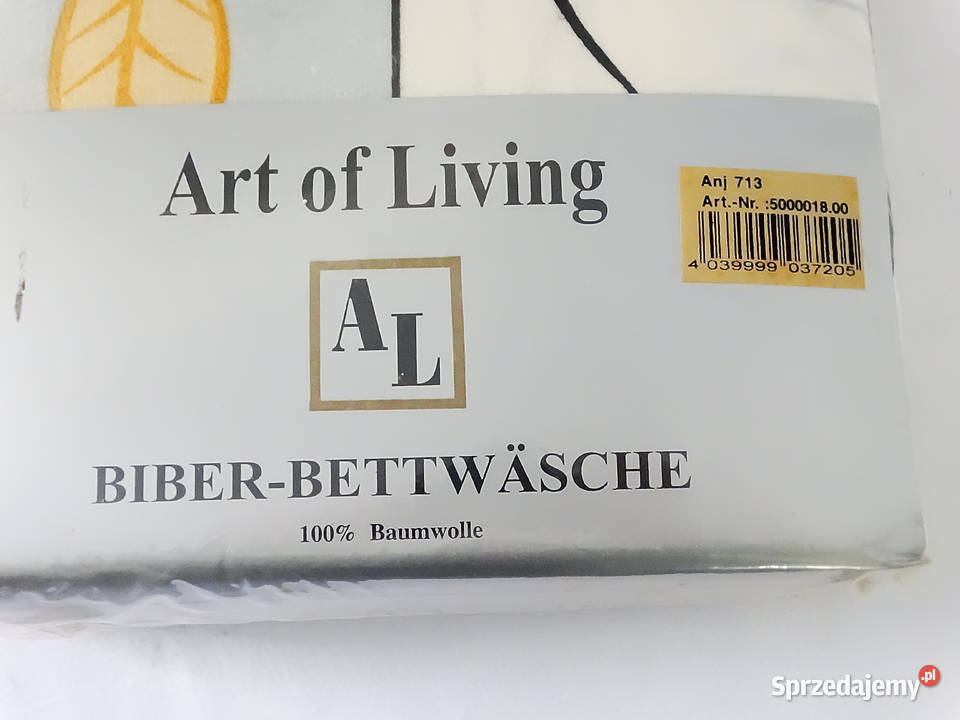 Art of Living
Anj 713
Art.-Nr. :5000018.00
4 039999 037205
AL
BIBER-BETTWÄSCHE
100% Baumwolle
Sprzedajemy.pl